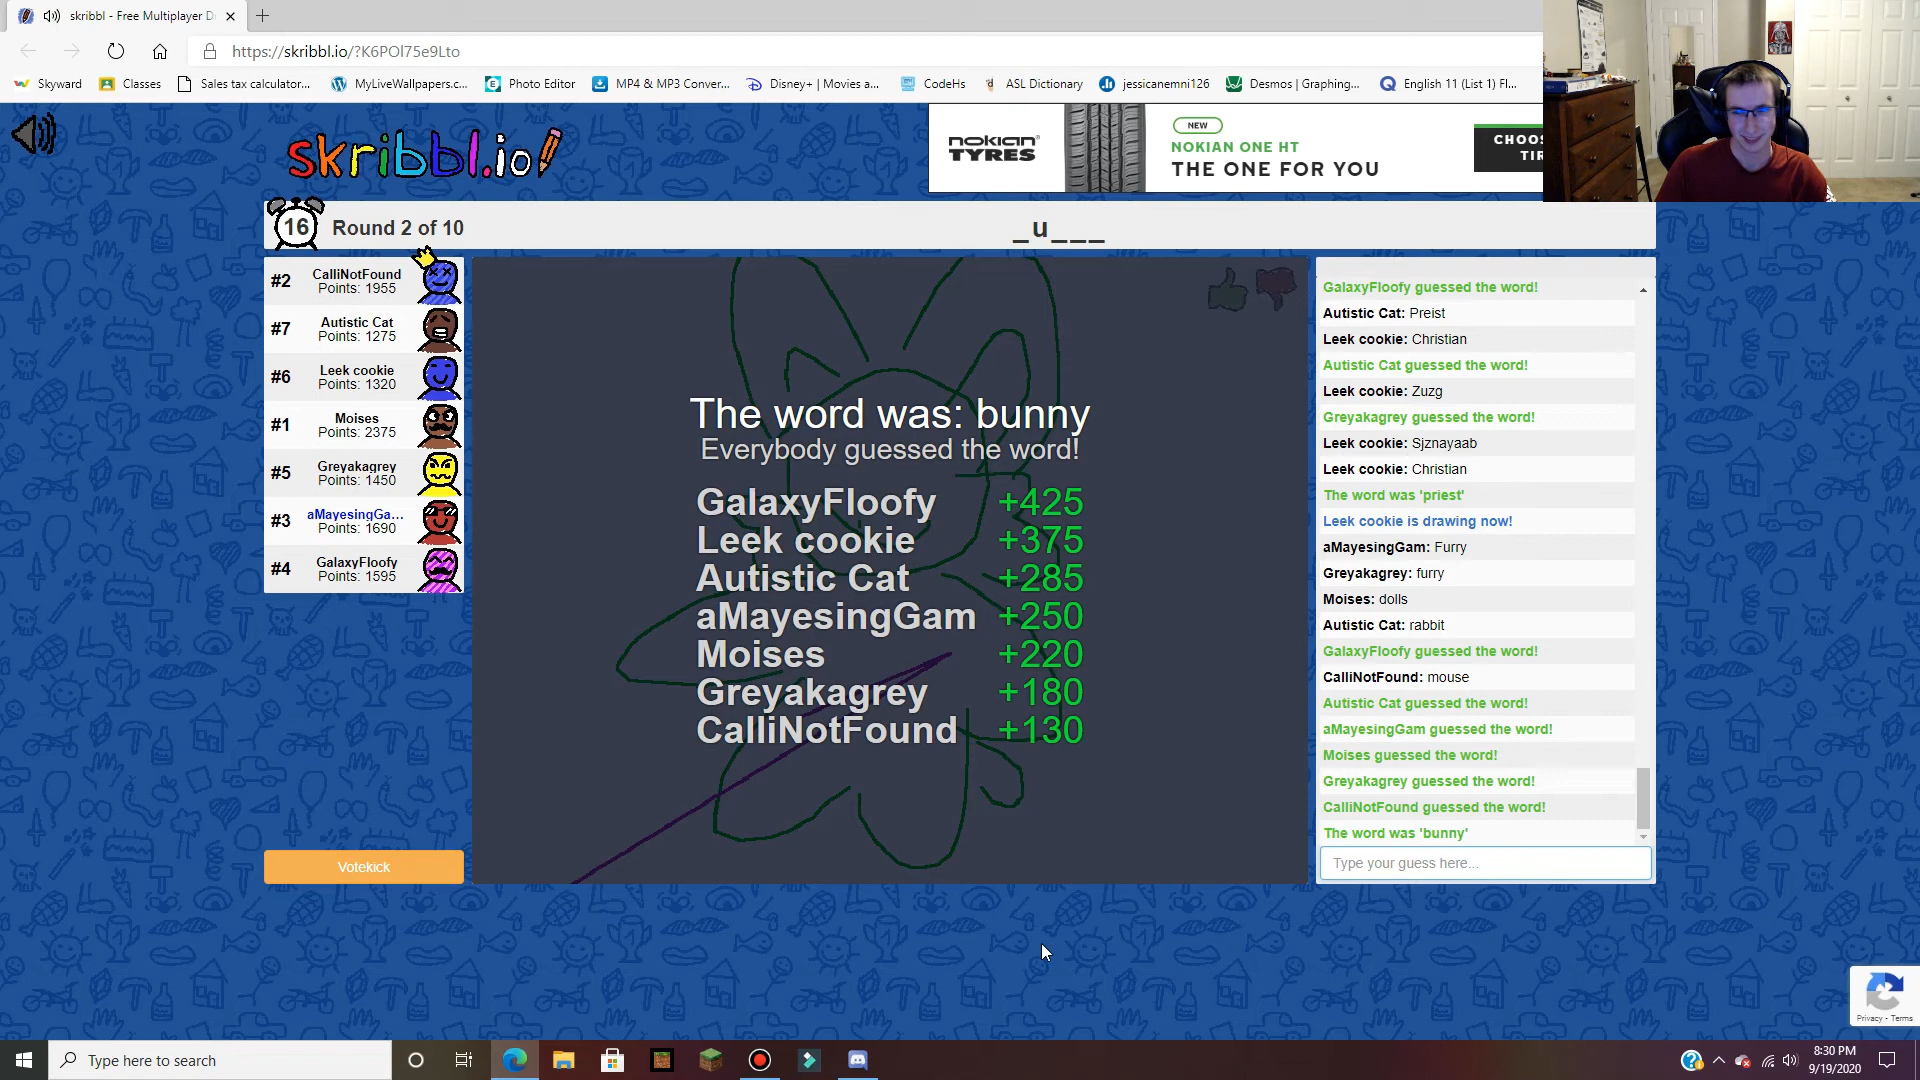 skribbl - Free Multiplayer D
https://skribbl.io/?K6POl75e9Lto
Skyward
Classes
Sales tax calculator...
MyLiveWallpapers.c...
Photo Editor
MP4 & MP3 Conver...
Disney+ | Movies a...
CodeHs
ASL Dictionary
jessicanemni126
Desmos | Graphing...
English 11 (List 1) Fl...
skribbl.io
nokian
TYRES
NEW
NOKIAN ONE HT
THE ONE FOR YOU
CHOOS
TIR
16
Round 2 of 10
_u___
#2
CalliNotFound
Points: 1955
#7
Autistic Cat
Points: 1275
#6
Leek cookie
Points: 1320
#1
Moises
Points: 2375
#5
Greyakagrey
Points: 1450
#3
aMayesingGa...
Points: 1690
#4
GalaxyFloofy
Points: 1595
Votekick
The word was: bunny
Everybody guessed the word!
GalaxyFloofy +425
Leek cookie +375
Autistic Cat +285
aMayesingGam +250
Moises +220
Greyakagrey +180
CalliNotFound +130
GalaxyFloofy guessed the word!
Autistic Cat: Preist
Leek cookie: Christian
Autistic Cat guessed the word!
Leek cookie: Zuzg
Greyakagrey guessed the word!
Leek cookie: Sjznayaab
Leek cookie: Christian
The word was 'priest'
Leek cookie is drawing now!
aMayesingGam: Furry
Greyakagrey: furry
Moises: dolls
Autistic Cat: rabbit
GalaxyFloofy guessed the word!
CalliNotFound: mouse
Autistic Cat guessed the word!
aMayesingGam guessed the word!
Moises guessed the word!
Greyakagrey guessed the word!
CalliNotFound guessed the word!
The word was 'bunny'
Type your guess here...
Privacy - Terms
Type here to search
8:30 PM
9/19/2020